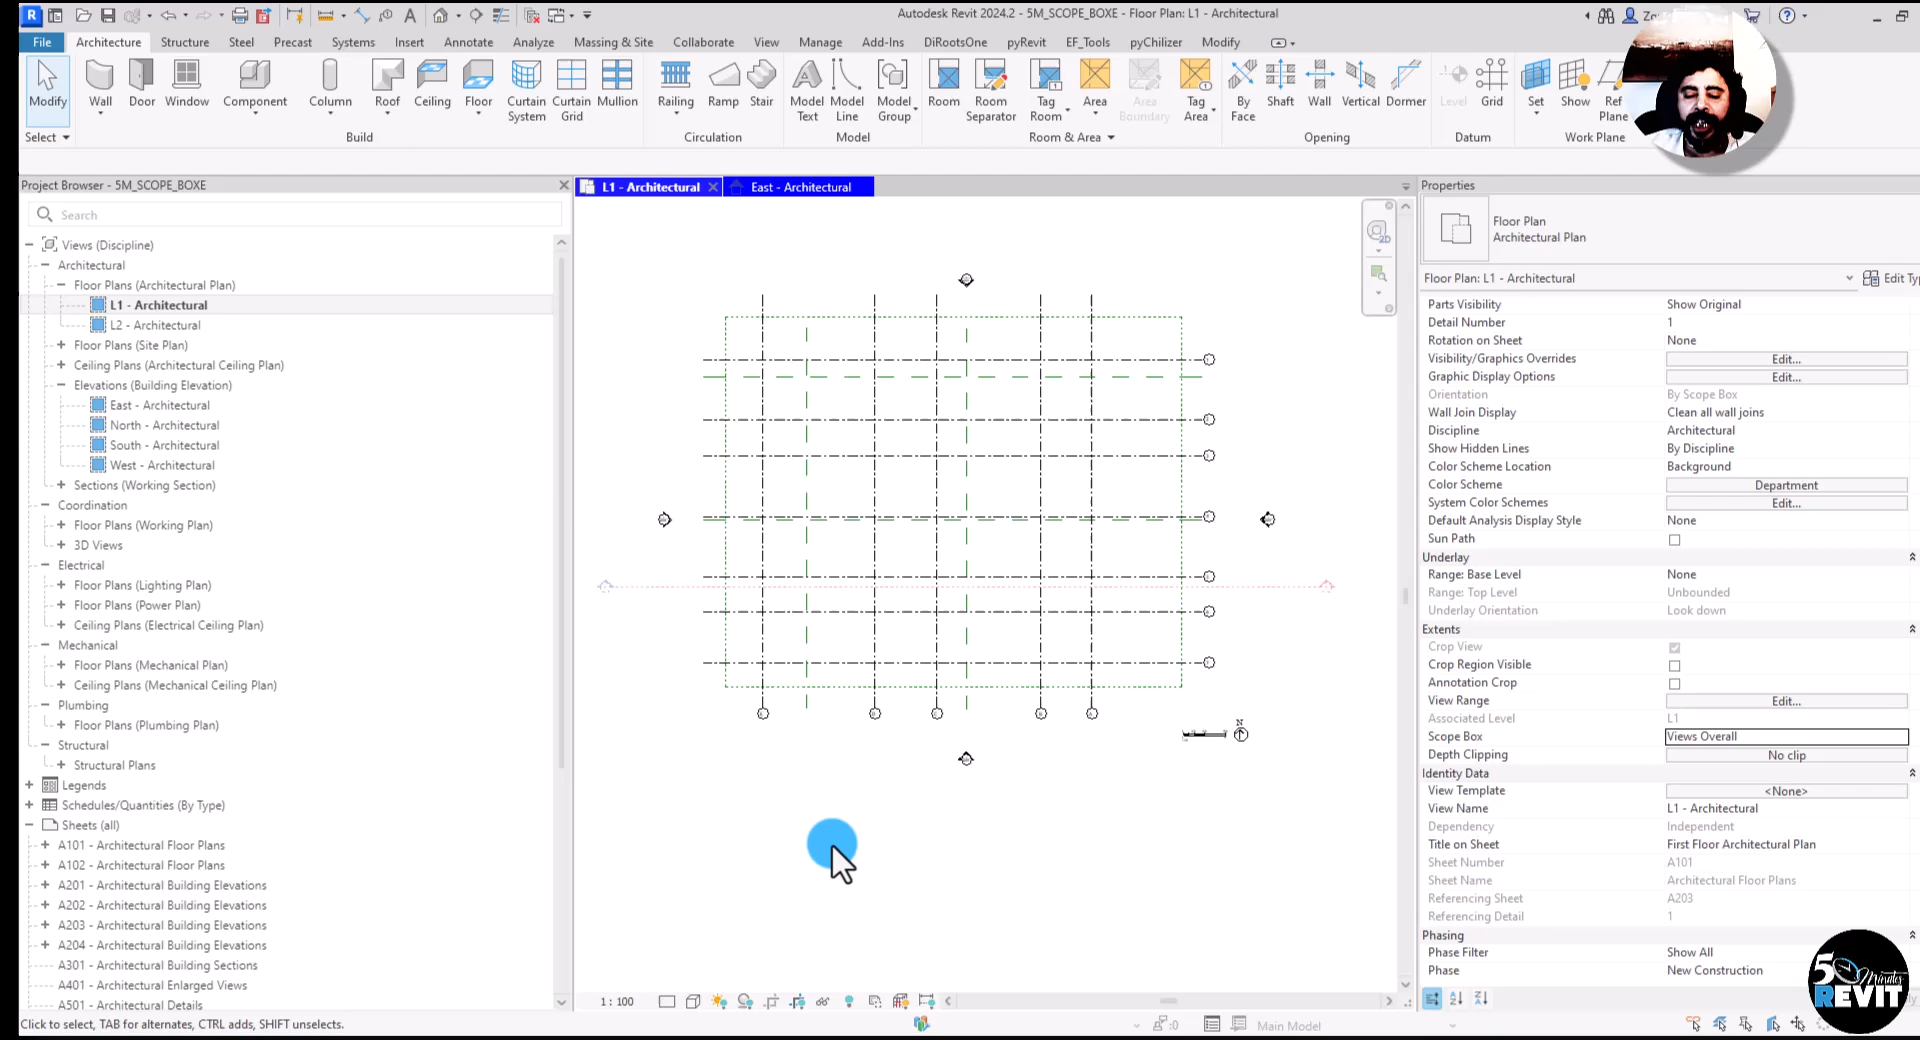 Autodesk Revit 2024.2 - 5M_SCOPE_BOXE - Floor Plan: L1 - Architectural
File Architecture Structure Steel Precast Systems Insert Annotate Analyze Massing & Site Collaborate View Manage Add-Ins DiRootsOne pyRevit EF_Tools pyChilizer Modify
Modify Wall Door Window Component Column Roof Ceiling Floor Curtain System Curtain Grid Mullion Railing Ramp Stair Model Text Model Line Model Group Room Room Separator Tag Room Area Area Boundary Tag Area By Face Shaft Wall Vertical Dormer Level Grid Set Show Ref Plane
Select Build Circulation Model Room & Area Opening Datum Work Plane
Project Browser - 5M_SCOPE_BOXE
Search
Views (Discipline)
Architectural
Floor Plans (Architectural Plan)
L1 - Architectural
L2 - Architectural
Floor Plans (Site Plan)
Ceiling Plans (Architectural Ceiling Plan)
Elevations (Building Elevation)
East - Architectural
North - Architectural
South - Architectural
West - Architectural
Sections (Working Section)
Coordination
Floor Plans (Working Plan)
3D Views
Electrical
Floor Plans (Lighting Plan)
Floor Plans (Power Plan)
Ceiling Plans (Electrical Ceiling Plan)
Mechanical
Floor Plans (Mechanical Plan)
Ceiling Plans (Mechanical Ceiling Plan)
Plumbing
Floor Plans (Plumbing Plan)
Structural
Structural Plans
Legends
Schedules/Quantities (By Type)
Sheets (all)
A101 - Architectural Floor Plans
A102 - Architectural Floor Plans
A201 - Architectural Building Elevations
A202 - Architectural Building Elevations
A203 - Architectural Building Elevations
A204 - Architectural Building Elevations
A301 - Architectural Building Sections
A401 - Architectural Enlarged Views
A501 - Architectural Details
L1 - Architectural East - Architectural
N
1 : 100
Properties
Floor Plan
Architectural Plan
Floor Plan: L1 - Architectural Edit Ty
Parts Visibility Show Original
Detail Number 1
Rotation on Sheet None
Visibility/Graphics Overrides Edit...
Graphic Display Options Edit...
Orientation By Scope Box
Wall Join Display Clean all wall joins
Discipline Architectural
Show Hidden Lines By Discipline
Color Scheme Location Background
Color Scheme Department
System Color Schemes Edit...
Default Analysis Display Style None
Sun Path
Underlay
Range: Base Level None
Range: Top Level Unbounded
Underlay Orientation Look down
Extents
Crop View
Crop Region Visible
Annotation Crop
View Range Edit...
Associated Level L1
Scope Box Views Overall
Depth Clipping No clip
Identity Data
View Template <None>
View Name L1 - Architectural
Dependency Independent
Title on Sheet First Floor Architectural Plan
Sheet Number A101
Sheet Name Architectural Floor Plans
Referencing Sheet A203
Referencing Detail 1
Phasing
Phase Filter Show All
Phase New Construction
5 Minutes
REVIT
Click to select, TAB for alternates, CTRL adds, SHIFT unselects. :0 Main Model